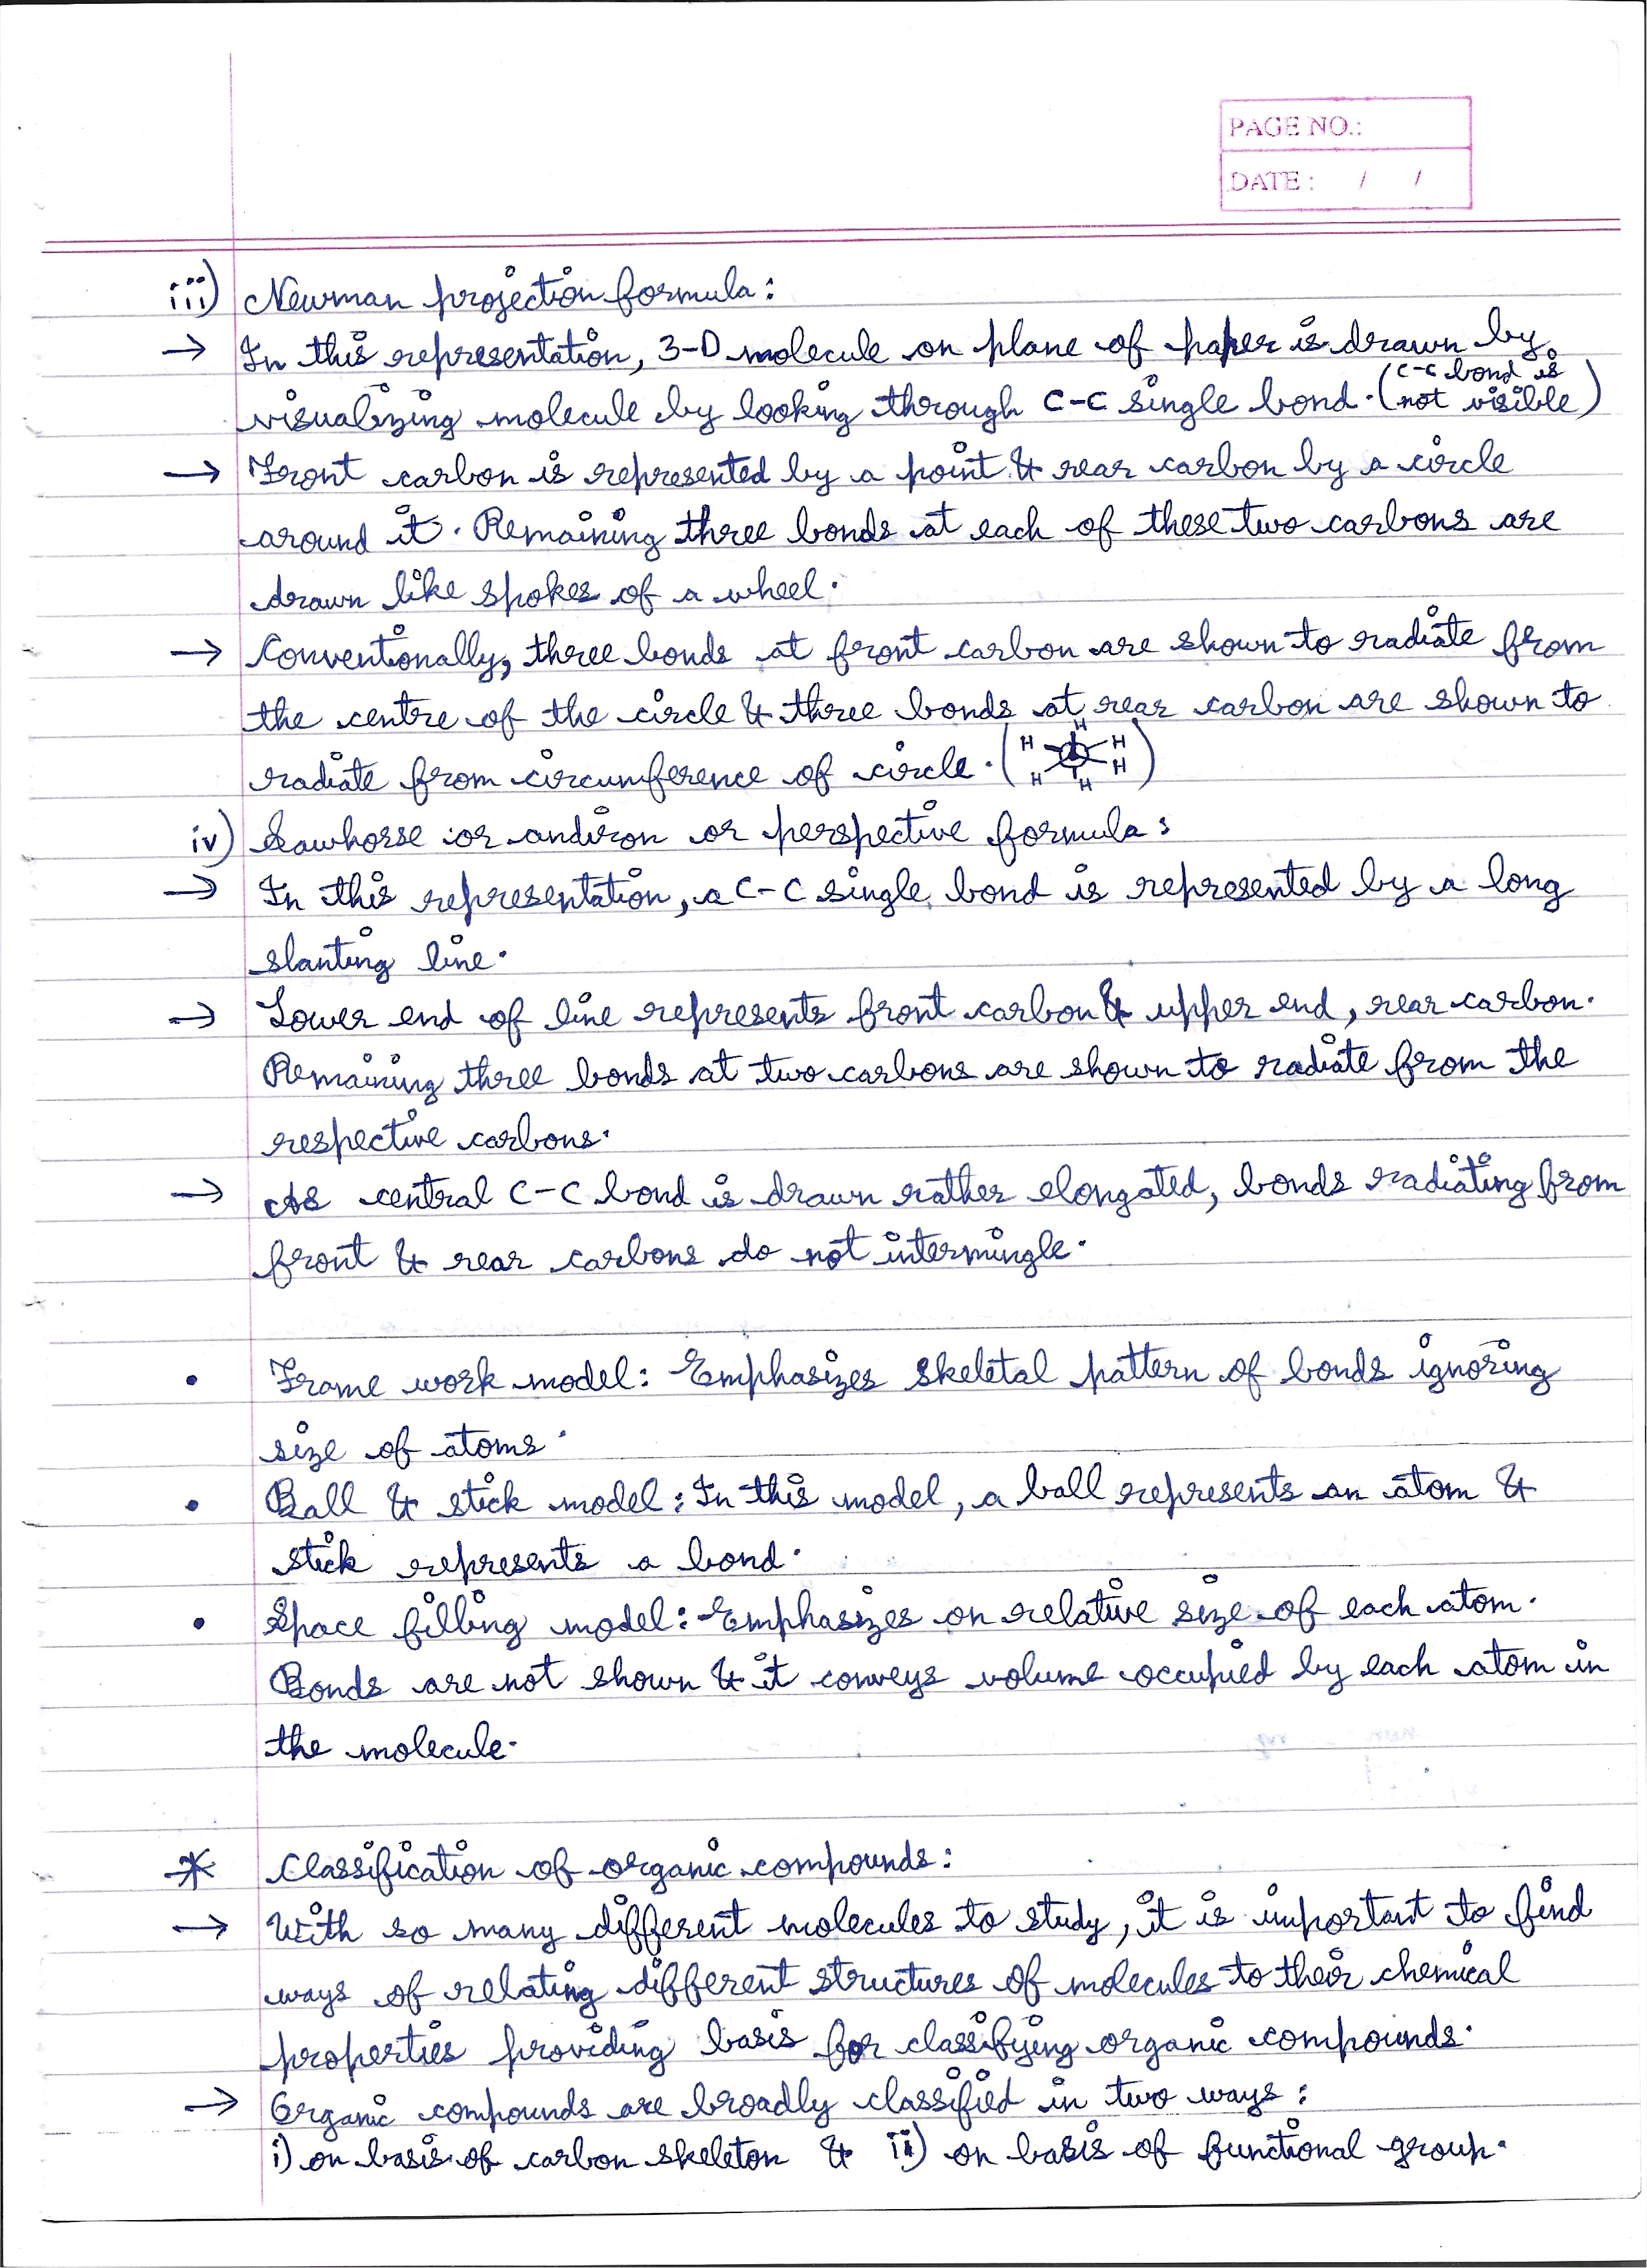 PAGE NO.:
DATE : / /
iii) Newman projection formula:
→ In this representation, 3-D molecule on plane of paper is drawn by
visualizing molecule by looking through C-C single bond. (C-C bond is not visible)
→ Front carbon is represented by a point & rear carbon by a circle
around it. Remaining three bonds at each of these two carbons are
drawn like spokes of a wheel.
→ Conventionally, three bonds at front carbon are shown to radiate from
the centre of the circle & three bonds at rear carbon are shown to
radiate from circumference of circle. (H H H H H H)
iv) Sawhorse or andiron or perspective formula:
→ In this representation, a C-C single bond is represented by a long
slanting line.
→ Lower end of line represents front carbon & upper end, rear carbon.
Remaining three bonds at two carbons are shown to radiate from the
respective carbons.
→ As central C-C bond is drawn rather elongated, bonds radiating from
front & rear carbons do not intermingle.
• Frame work model: Emphasizes skeletal pattern of bonds ignoring
size of atoms.
• Ball & stick model: In this model, a ball represents an atom &
stick represents a bond.
• Space filling model: Emphasizes on relative size of each atom.
Bonds are not shown & it conveys volume occupied by each atom in
the molecule.
* Classification of organic compounds:
→ With so many different molecules to study, it is important to find
ways of relating different structures of molecules to their chemical
properties providing basis for classifying organic compounds.
→ Organic compounds are broadly classified in two ways:
i) on basis of carbon skeleton & ii) on basis of functional group.